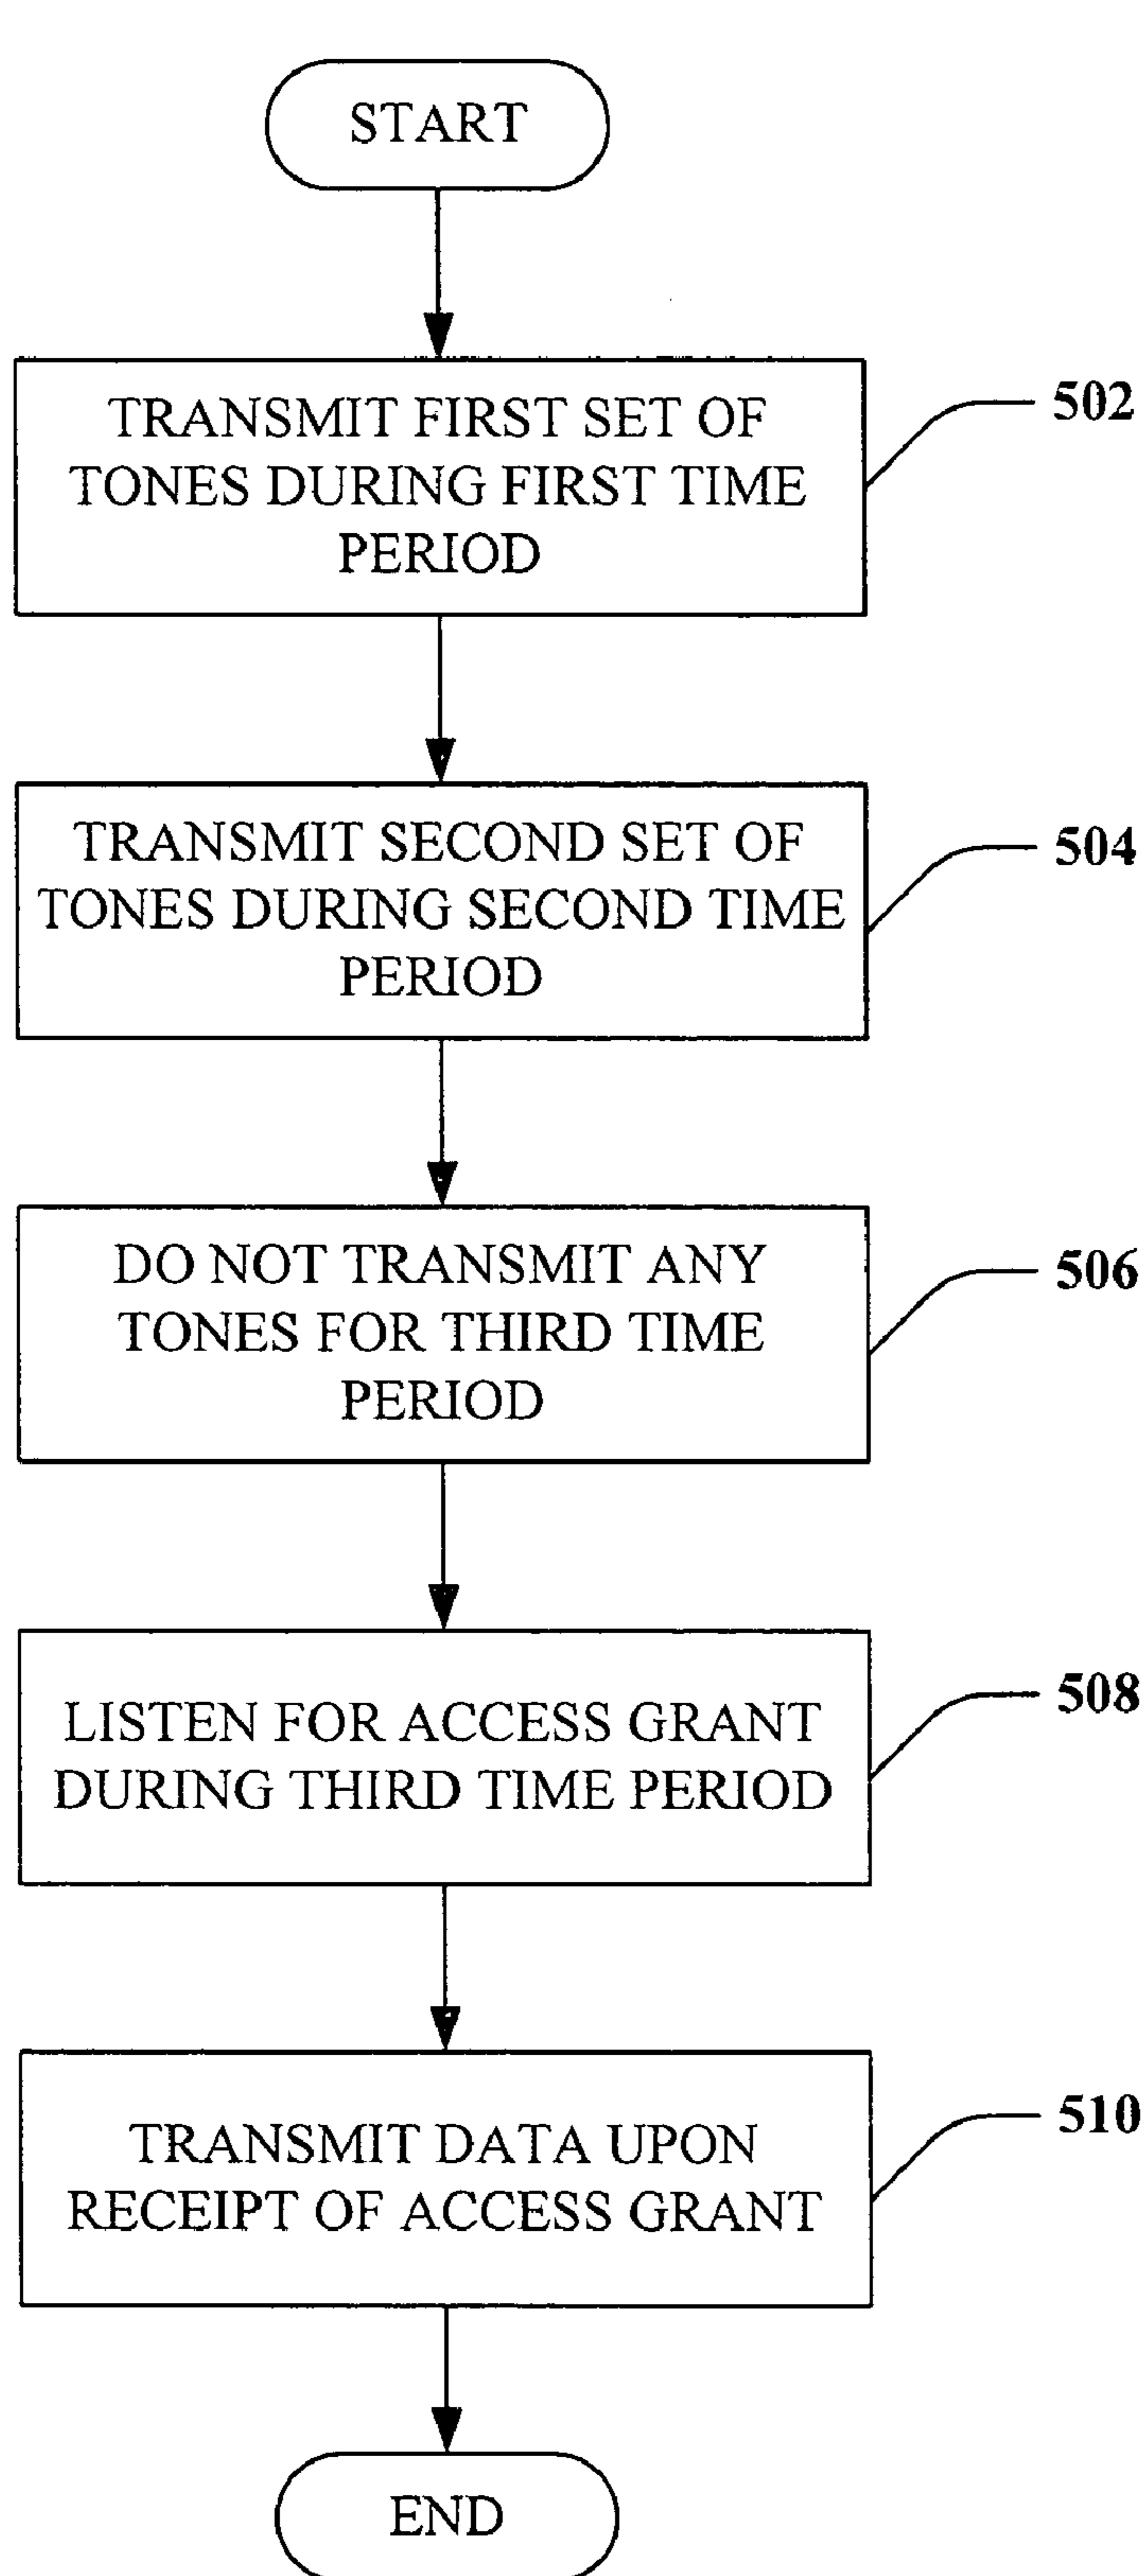 START
TRANSMIT FIRST SET OF
TONES DURING FIRST TIME
PERIOD
502
TRANSMIT SECOND SET OF
TONES DURING SECOND TIME
PERIOD
504
DO NOT TRANSMIT ANY
TONES FOR THIRD TIME
PERIOD
506
LISTEN FOR ACCESS GRANT
DURING THIRD TIME PERIOD
508
TRANSMIT DATA UPON
RECEIPT OF ACCESS GRANT
510
END